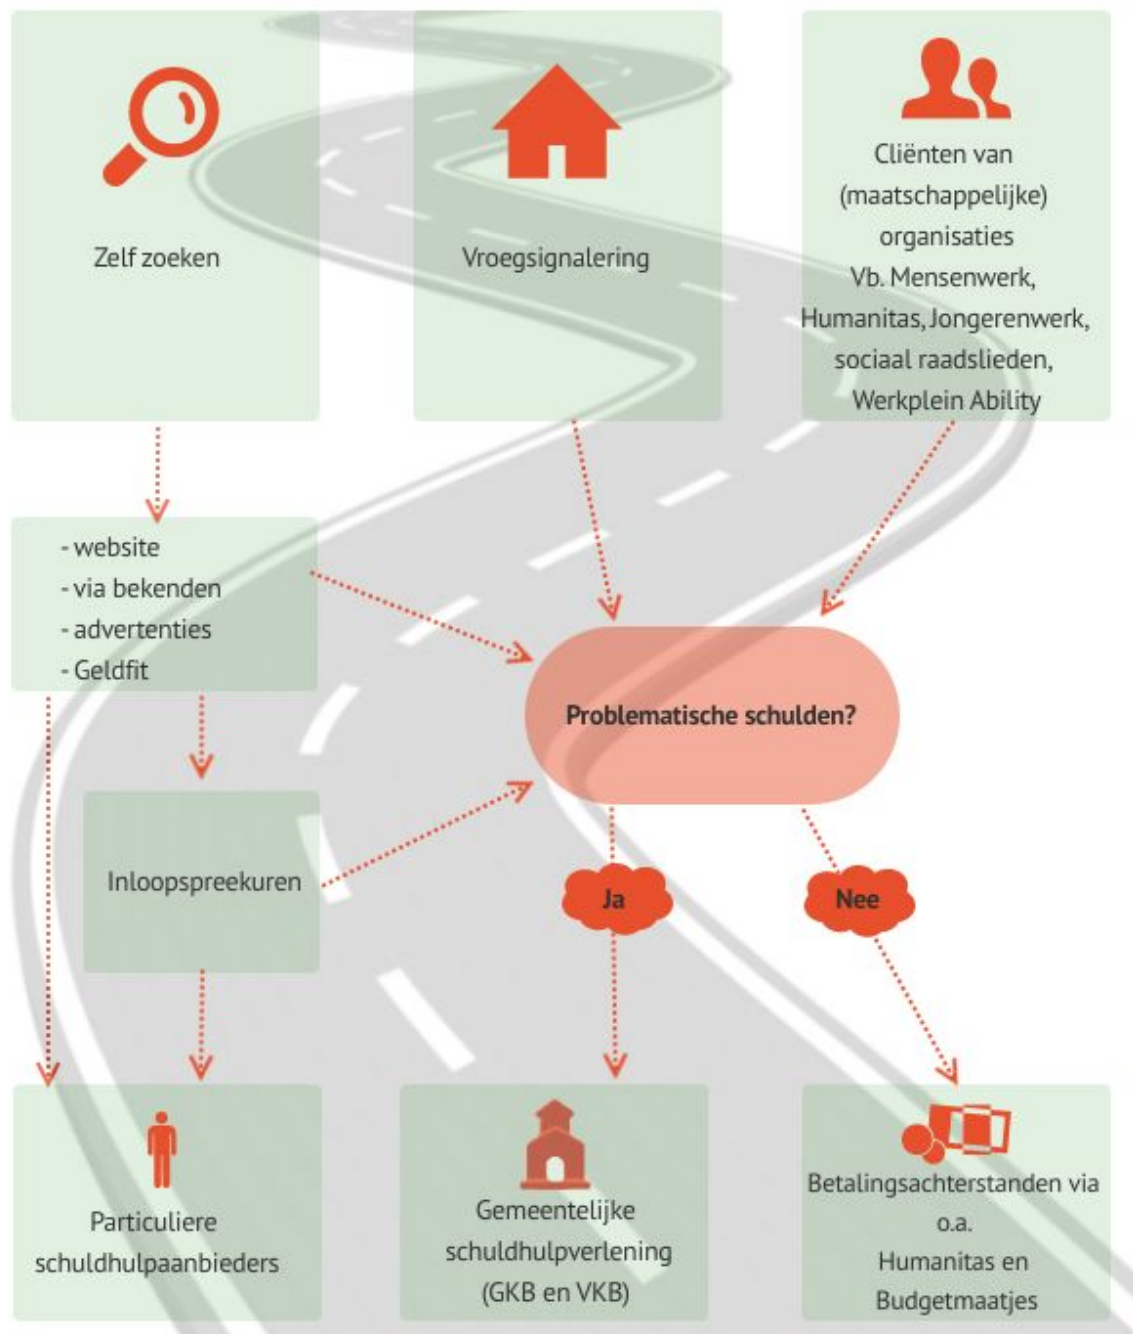 Zelf zoeken
Vroegsignalering
Cliënten van
(maatschappelijke)
organisaties
Vb. Mensenwerk,
Humanitas, Jongerenwerk,
sociaal raadslieden,
Werkplein Ability
- website
- via bekenden
- advertenties
- Geldfit
Problematische schulden?
Inloopspreekuren
Ja
Nee
Particuliere
schuldhulpaanbieders
Gemeentelijke
schuldhulpverlening
(GKB en VKB)
Betalingsachterstanden via
o.a.
Humanitas en
Budgetmaatjes